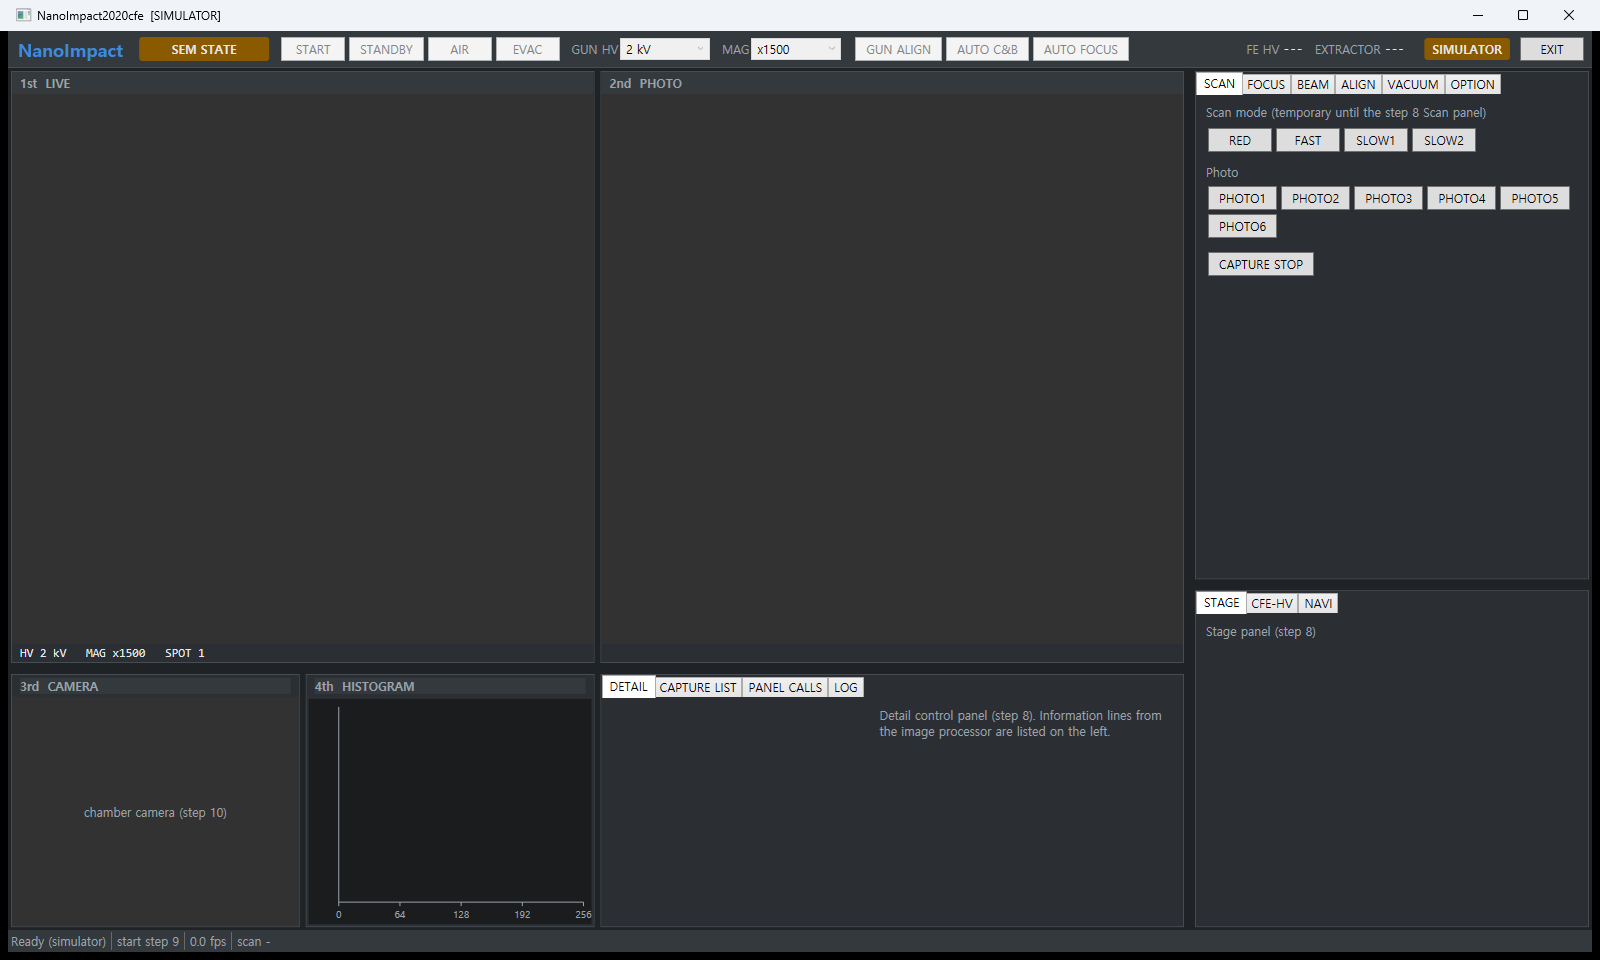 NanoImpact2020cfe [SIMULATOR]
NanoImpact SEM STATE START STANDBY AIR EVAC GUN HV 2 kV MAG x1500 GUN ALIGN AUTO C&B AUTO FOCUS FE HV --- EXTRACTOR --- SIMULATOR EXIT
1st LIVE
2nd PHOTO
SCAN FOCUS BEAM ALIGN VACUUM OPTION
Scan mode (temporary until the step 8 Scan panel)
RED FAST SLOW1 SLOW2
Photo
PHOTO1 PHOTO2 PHOTO3 PHOTO4 PHOTO5
PHOTO6
CAPTURE STOP
HV 2 kV MAG x1500 SPOT 1
STAGE CFE-HV NAVI
Stage panel (step 8)
3rd CAMERA
chamber camera (step 10)
4th HISTOGRAM
0 64 128 192 256
DETAIL CAPTURE LIST PANEL CALLS LOG
Detail control panel (step 8). Information lines from
the image processor are listed on the left.
Ready (simulator) start step 9 0.0 fps scan -